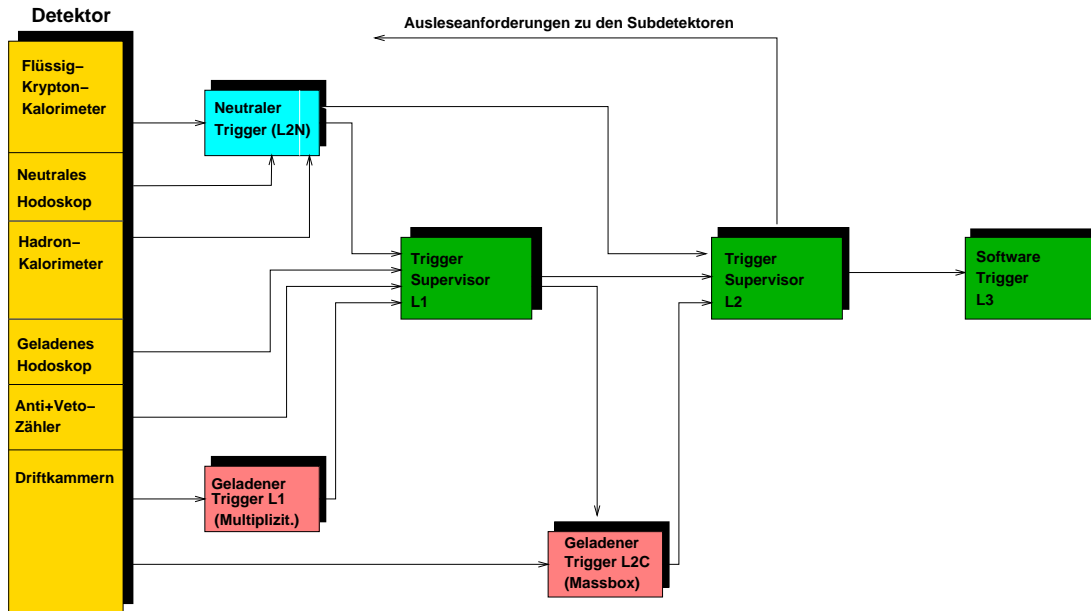 Detektor
Ausleseanforderungen zu den Subdetektoren
Flüssig–
Krypton–
Kalorimeter
Neutrales
Hodoskop
Hadron–
Kalorimeter
Geladenes
Hodoskop
Anti+Veto–
Zähler
Driftkammern
Neutraler
Trigger (L2N)
Trigger
Supervisor
L1
Trigger
Supervisor
L2
Software
Trigger
L3
Geladener
Trigger L1
(Multiplizit.)
Geladener
Trigger L2C
(Massbox)